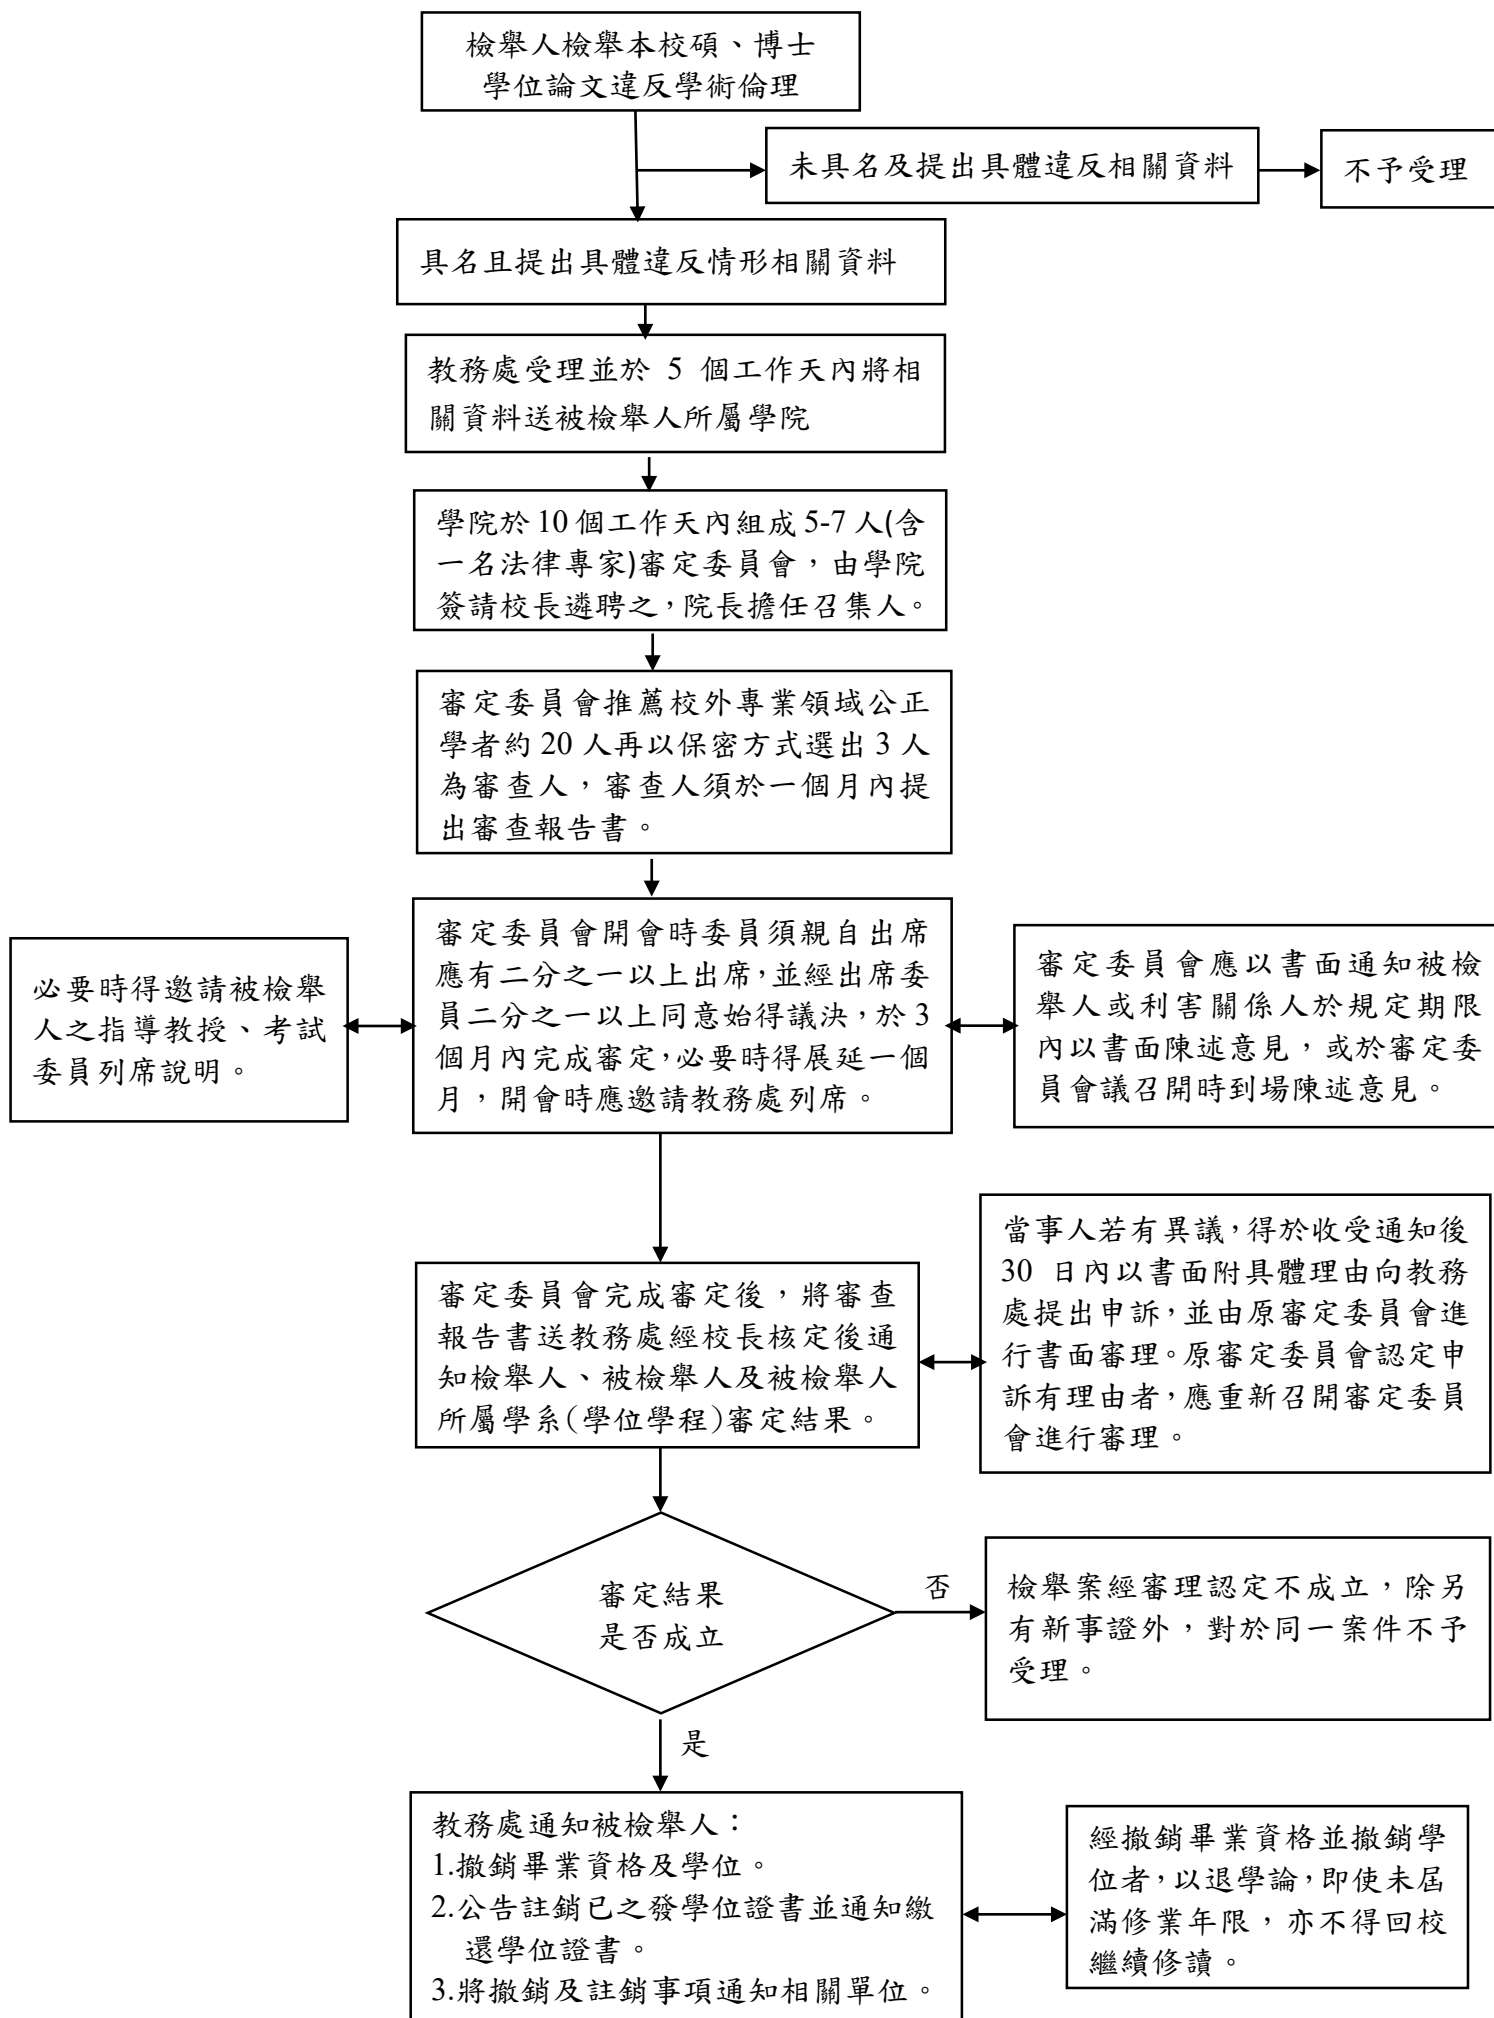 檢舉人檢舉本校碩、博士
學位論文違反學術倫理
未具名及提出具體違反相關資料
不予受理
具名且提出具體違反情形相關資料
教務處受理並於 5 個工作天內將相
關資料送被檢舉人所屬學院
學院於10個工作天內組成5-7人(含
一名法律專家)審定委員會，由學院
簽請校長遴聘之，院長擔任召集人。
審定委員會推薦校外專業領域公正
學者約20人再以保密方式選出3人
為審查人，審查人須於一個月內提
出審查報告書。
必要時得邀請被檢舉
人之指導教授、考試
委員列席說明。
審定委員會開會時委員須親自出席
應有二分之一以上出席，並經出席委
員二分之一以上同意始得議決，於3
個月內完成審定，必要時得展延一個
月，開會時應邀請教務處列席。
審定委員會應以書面通知被檢
舉人或利害關係人於規定期限
內以書面陳述意見，或於審定委
員會議召開時到場陳述意見。
審定委員會完成審定後，將審查
報告書送教務處經校長核定後通
知檢舉人、被檢舉人及被檢舉人
所屬學系(學位學程)審定結果。
當事人若有異議，得於收受通知後
30 日內以書面附具體理由向教務
處提出申訴，並由原審定委員會進
行書面審理。原審定委員會認定申
訴有理由者，應重新召開審定委員
會進行審理。
審定結果
是否成立
否
檢舉案經審理認定不成立，除另
有新事證外，對於同一案件不予
受理。
是
教務處通知被檢舉人：
1.撤銷畢業資格及學位。
2.公告註銷已之發學位證書並通知繳
還學位證書。
3.將撤銷及註銷事項通知相關單位。
經撤銷畢業資格並撤銷學
位者，以退學論，即使未屆
滿修業年限，亦不得回校
繼續修讀。